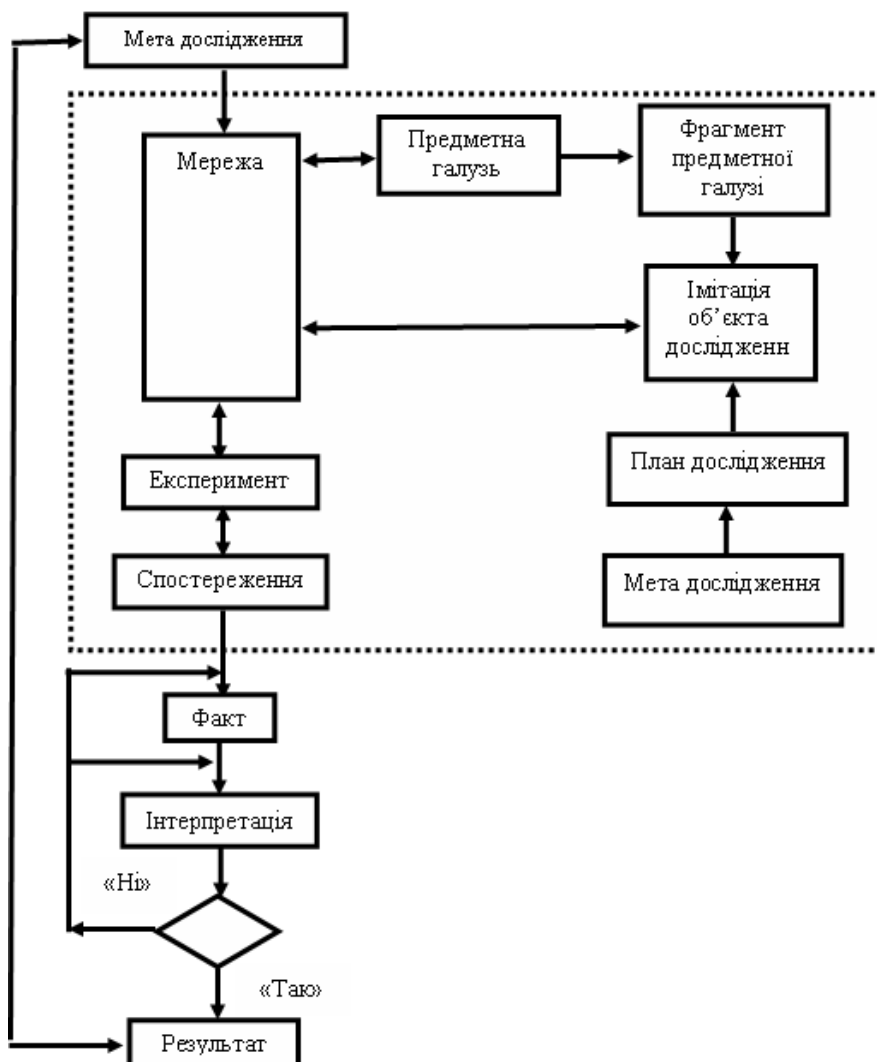 Мета дослідження
Мережа
Предметна
галузь
Фрагмент
предметної
галузі
Імітація
об’єкта
дослідженн
План дослідження
Експеримент
Спостереження
Мета дослідження
Факт
Інтерпретація
«Ні»
«Таю»
Результат